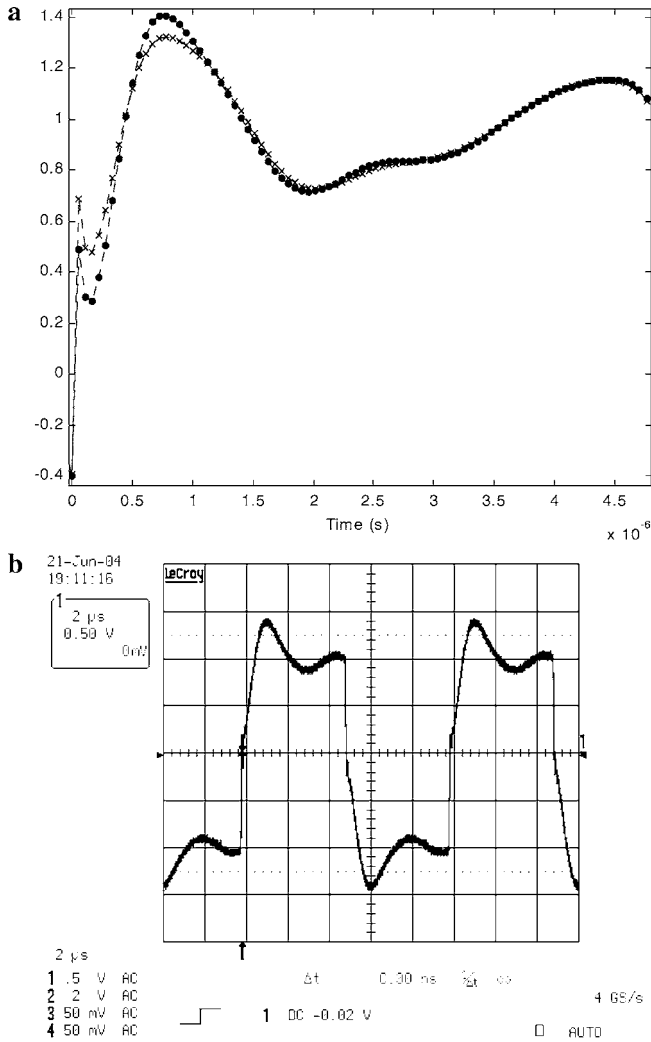 a
1.4
1.2
1
0.8
0.6
0.4
0.2
0
-0.2
-0.4
0 0.5 1 1.5 2 2.5 3 3.5 4 4.5
Time (s)
x 10-6
b
21-Jun-04
19:11:16
LeCroy
1
2 µs
0.50 V
0mV
1
2 µs
1 .5 V AC
2 2 V AC
3 50 mV AC
4 50 mV AC
Δt 0.00 ns
1 DC -0.02 V
4 GS/s
AUTO